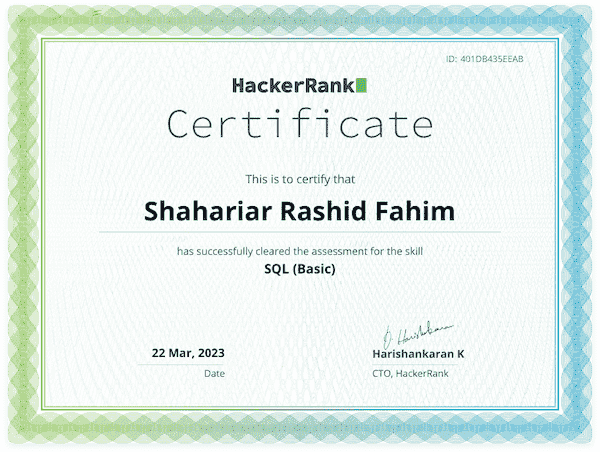 ID: 401DB435EEAB
HackerRank
Certificate
This is to certify that
Shahariar Rashid Fahim
has successfully cleared the assessment for the skill
SQL (Basic)
22 Mar, 2023
Date
O. Harishankaran
Harishankaran K
CTO, HackerRank